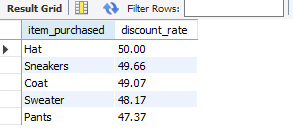 Result Grid Filter Rows:
item_purchased discount_rate
Hat 50.00
Sneakers 49.66
Coat 49.07
Sweater 48.17
Pants 47.37